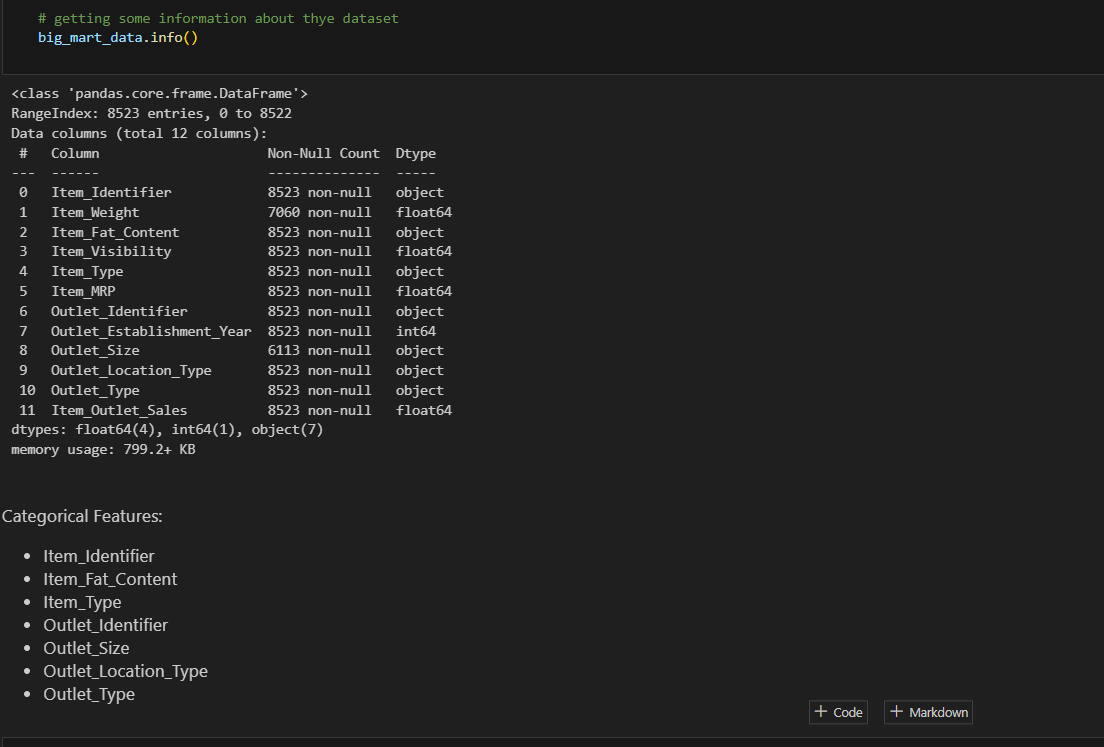 # getting some information about thye dataset
big_mart_data.info()
<class 'pandas.core.frame.DataFrame'>
RangeIndex: 8523 entries, 0 to 8522
Data columns (total 12 columns):
 #   Column                     Non-Null Count  Dtype
---  ------                     --------------  -----
 0   Item_Identifier            8523 non-null   object
 1   Item_Weight                7060 non-null   float64
 2   Item_Fat_Content           8523 non-null   object
 3   Item_Visibility            8523 non-null   float64
 4   Item_Type                  8523 non-null   object
 5   Item_MRP                   8523 non-null   float64
 6   Outlet_Identifier          8523 non-null   object
 7   Outlet_Establishment_Year  8523 non-null   int64
 8   Outlet_Size                6113 non-null   object
 9   Outlet_Location_Type       8523 non-null   object
 10  Outlet_Type                8523 non-null   object
 11  Item_Outlet_Sales          8523 non-null   float64
dtypes: float64(4), int64(1), object(7)
memory usage: 799.2+ KB
Categorical Features:
• Item_Identifier
• Item_Fat_Content
• Item_Type
• Outlet_Identifier
• Outlet_Size
• Outlet_Location_Type
• Outlet_Type
+ Code + Markdown